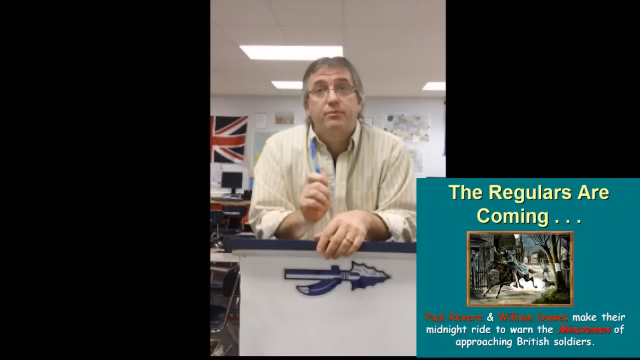 The Regulars Are
Coming . . .
Paul Revere & William Dawes make their
midnight ride to warn the Minutemen of
approaching British soldiers.